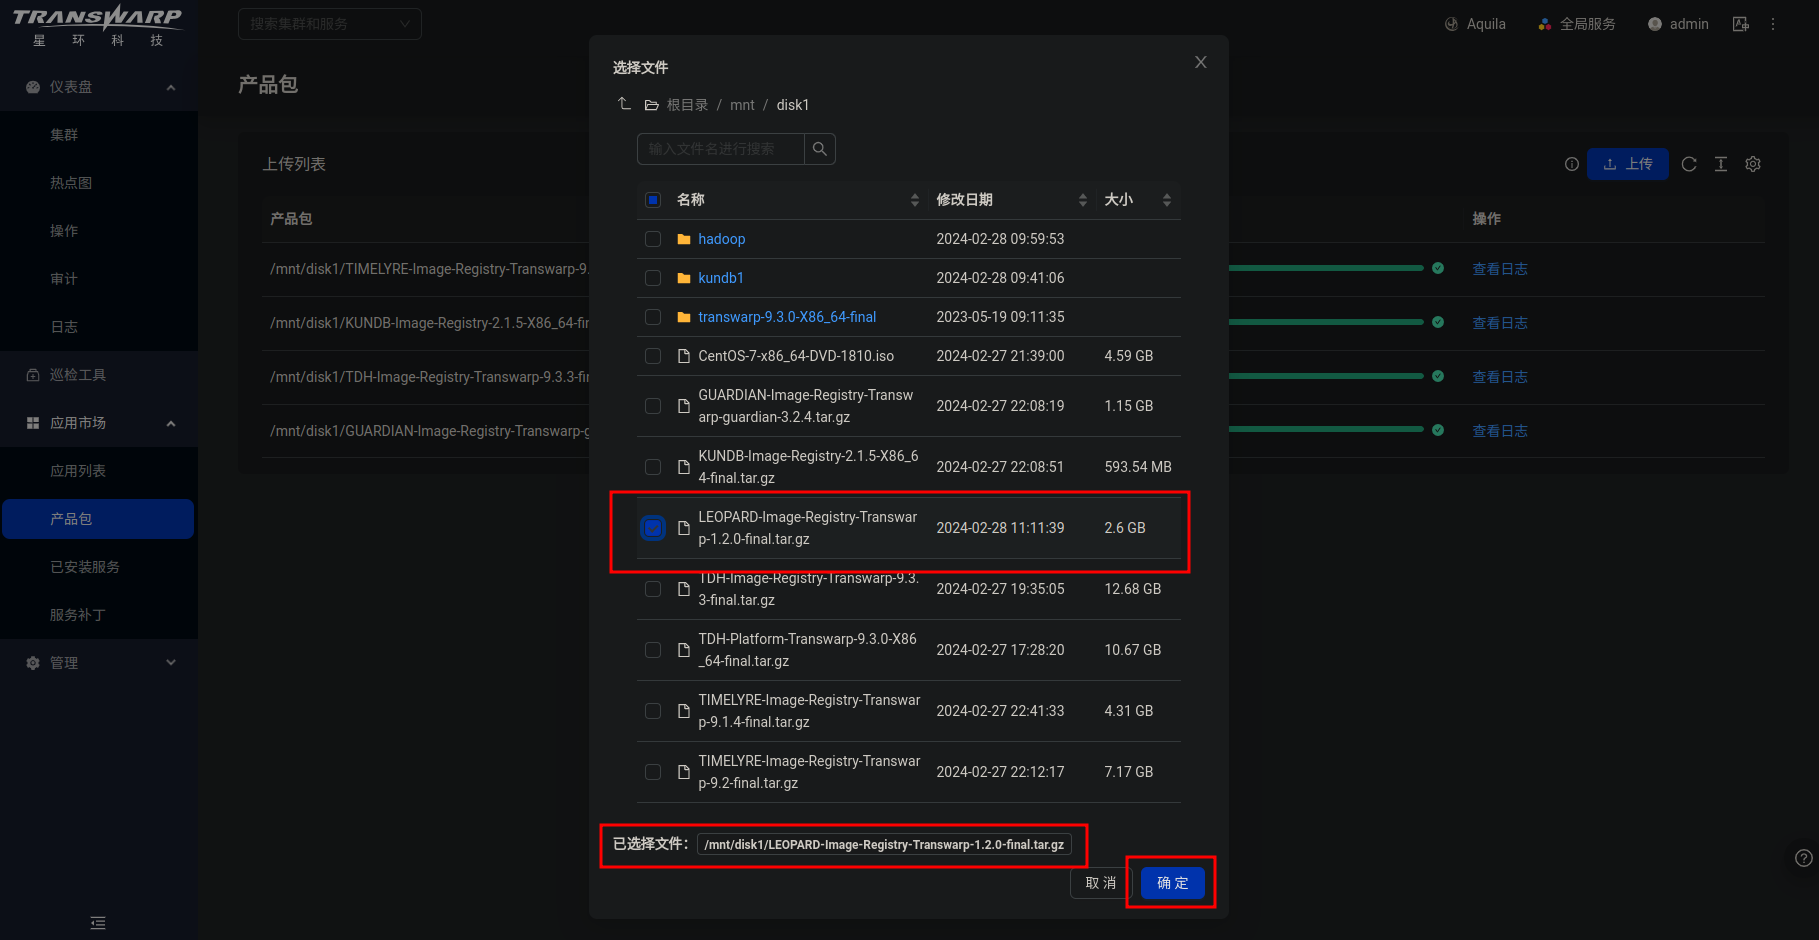 TRANSWARP
星 环 科 技
搜索集群和服务
Aquila
全局服务
admin
仪表盘
集群
热点图
操作
审计
日志
巡检工具
应用市场
应用列表
产品包
已安装服务
服务补丁
管理
产品包
上传列表
上传
产品包
操作
/mnt/disk1/TIMELYRE-Image-Registry-Transwarp-9.
查看日志
/mnt/disk1/KUNDB-Image-Registry-2.1.5-X86_64-fi
查看日志
/mnt/disk1/TDH-Image-Registry-Transwarp-9.3.3-fi
查看日志
/mnt/disk1/GUARDIAN-Image-Registry-Transwarp-g
查看日志
选择文件
根目录 / mnt / disk1
输入文件名进行搜索
名称 修改日期 大小
hadoop 2024-02-28 09:59:53
kundb1 2024-02-28 09:41:06
transwarp-9.3.0-X86_64-final 2023-05-19 09:11:35
CentOS-7-x86_64-DVD-1810.iso 2024-02-27 21:39:00 4.59 GB
GUARDIAN-Image-Registry-Transw
arp-guardian-3.2.4.tar.gz 2024-02-27 22:08:19 1.15 GB
KUNDB-Image-Registry-2.1.5-X86_6
4-final.tar.gz 2024-02-27 22:08:51 593.54 MB
LEOPARD-Image-Registry-Transwar
p-1.2.0-final.tar.gz 2024-02-28 11:11:39 2.6 GB
TDH-Image-Registry-Transwarp-9.3.
3-final.tar.gz 2024-02-27 19:35:05 12.68 GB
TDH-Platform-Transwarp-9.3.0-X86
_64-final.tar.gz 2024-02-27 17:28:20 10.67 GB
TIMELYRE-Image-Registry-Transwar
p-9.1.4-final.tar.gz 2024-02-27 22:41:33 4.31 GB
TIMELYRE-Image-Registry-Transwar
p-9.2-final.tar.gz 2024-02-27 22:12:17 7.17 GB
已选择文件： /mnt/disk1/LEOPARD-Image-Registry-Transwarp-1.2.0-final.tar.gz
取 消
确 定